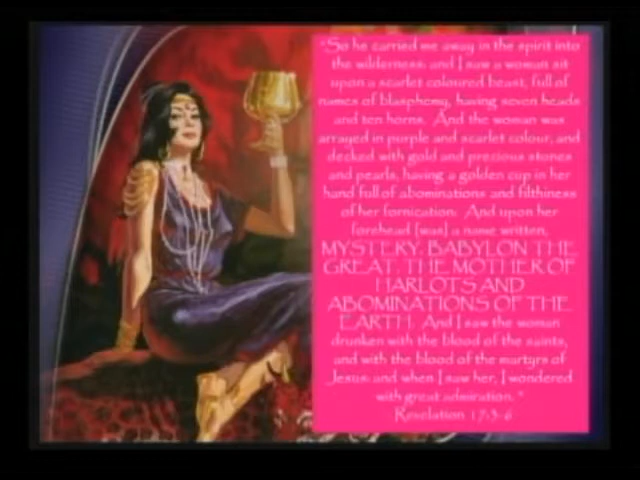 "So he carried me away in the spirit into
the wilderness: and I saw a woman sit
upon a scarlet coloured beast, full of
names of blasphemy, having seven heads
and ten horns. And the woman was
arrayed in purple and scarlet colour, and
decked with gold and precious stones
and pearls, having a golden cup in her
hand full of abominations and filthiness
of her fornication: And upon her
forehead [was] a name written,
MYSTERY, BABYLON THE
GREAT, THE MOTHER OF
HARLOTS AND
ABOMINATIONS OF THE
EARTH. And I saw the woman
drunken with the blood of the saints,
and with the blood of the martyrs of
Jesus: and when I saw her, I wondered
with great admiration."
Revelation 17:3-6